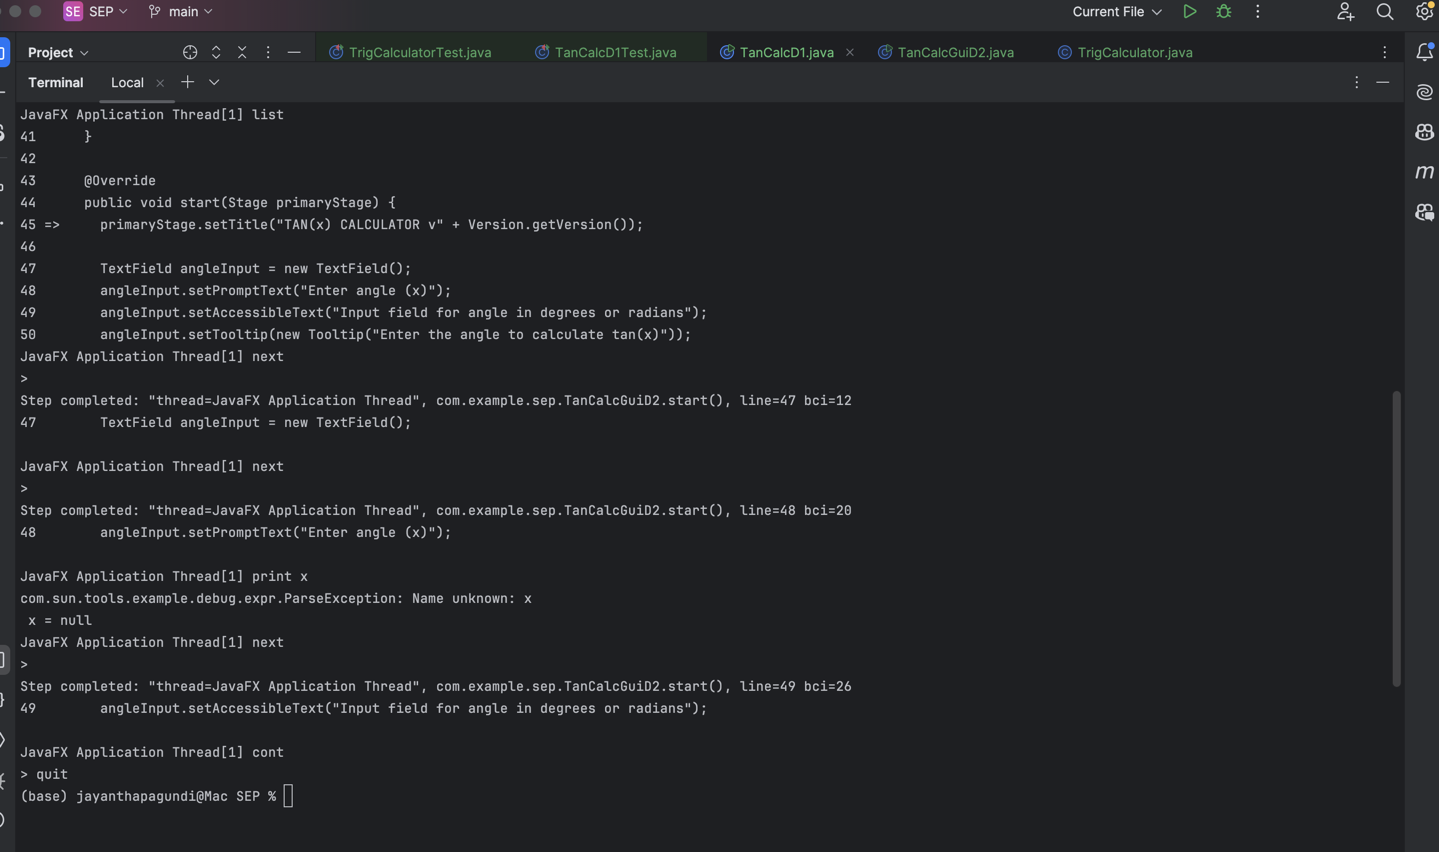 SE SEP main Current File
Project TrigCalculatorTest.java TanCalcD1Test.java TanCalcD1.java TanCalcGuiD2.java TrigCalculator.java
Terminal Local
JavaFX Application Thread[1] list
41      }
42
43      @Override
44      public void start(Stage primaryStage) {
45 =>     primaryStage.setTitle("TAN(x) CALCULATOR v" + Version.getVersion());
46
47        TextField angleInput = new TextField();
48        angleInput.setPromptText("Enter angle (x)");
49        angleInput.setAccessibleText("Input field for angle in degrees or radians");
50        angleInput.setTooltip(new Tooltip("Enter the angle to calculate tan(x)"));
JavaFX Application Thread[1] next
>
Step completed: "thread=JavaFX Application Thread", com.example.sep.TanCalcGuiD2.start(), line=47 bci=12
47        TextField angleInput = new TextField();

JavaFX Application Thread[1] next
>
Step completed: "thread=JavaFX Application Thread", com.example.sep.TanCalcGuiD2.start(), line=48 bci=20
48        angleInput.setPromptText("Enter angle (x)");

JavaFX Application Thread[1] print x
com.sun.tools.example.debug.expr.ParseException: Name unknown: x
 x = null
JavaFX Application Thread[1] next
>
Step completed: "thread=JavaFX Application Thread", com.example.sep.TanCalcGuiD2.start(), line=49 bci=26
49        angleInput.setAccessibleText("Input field for angle in degrees or radians");

JavaFX Application Thread[1] cont
> quit
(base) jayanthapagundi@Mac SEP %